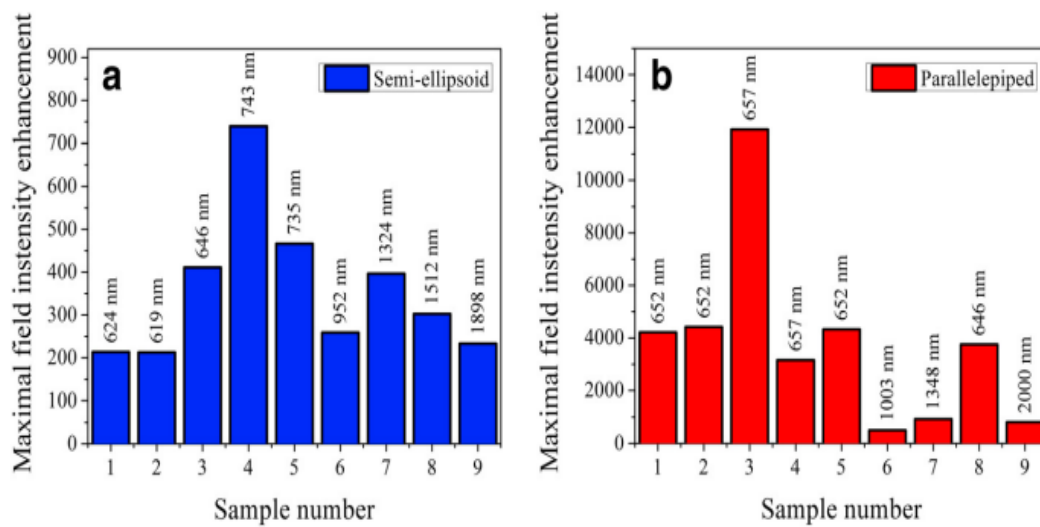 a
Semi-ellipsoid
Maximal field instensity enhancement
900
800
700
600
500
400
300
200
100
0
624 nm
619 nm
646 nm
743 nm
735 nm
952 nm
1324 nm
1512 nm
1898 nm
1 2 3 4 5 6 7 8 9
Sample number
b
Parallelepiped
Maximal field instensity enhancement
14000
12000
10000
8000
6000
4000
2000
0
652 nm
652 nm
657 nm
657 nm
652 nm
1003 nm
1348 nm
646 nm
2000 nm
1 2 3 4 5 6 7 8 9
Sample number